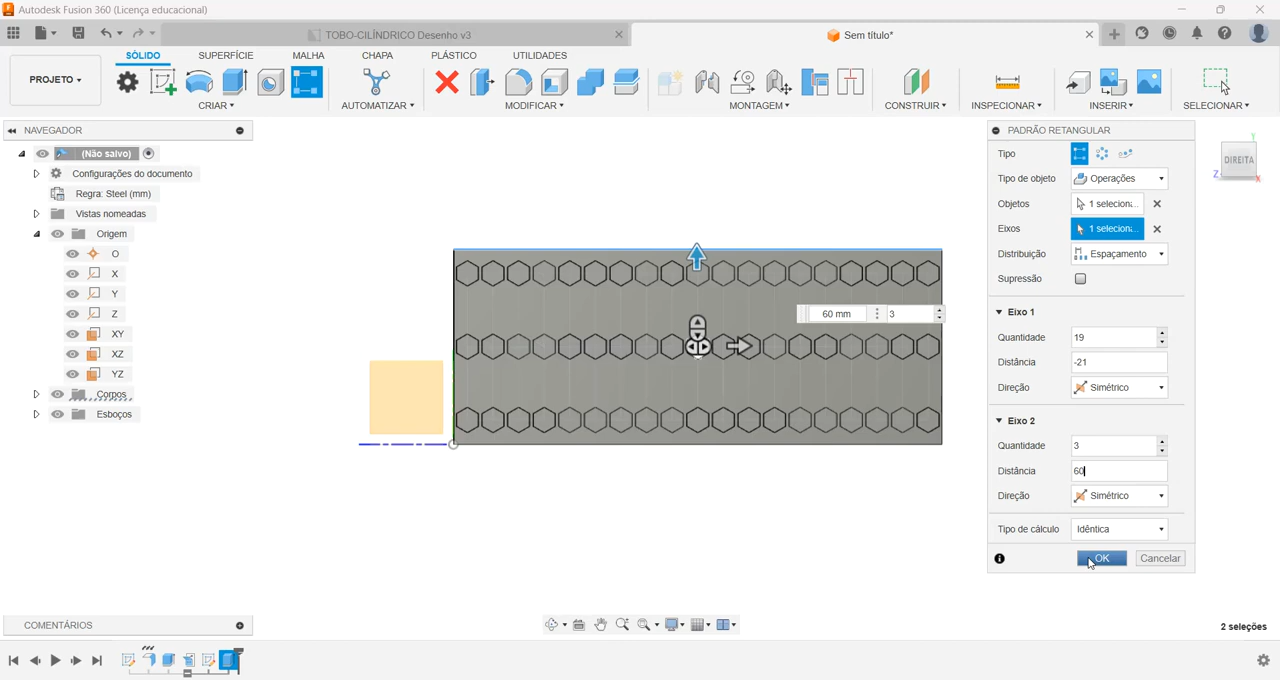 Autodesk Fusion 360 (Licença educacional)
TOBO-CILÍNDRICO Desenho v3
Sem título*
PROJETO
SÓLIDO
SUPERFÍCIE
MALHA
CHAPA
PLÁSTICO
UTILIDADES
CRIAR
AUTOMATIZAR
MODIFICAR
MONTAGEM
CONSTRUIR
INSPECIONAR
INSERIR
SELECIONAR
NAVEGADOR
(Não salvo)
Configurações do documento
Regra: Steel (mm)
Vistas nomeadas
Origem
O
X
Y
Z
XY
XZ
YZ
Corpos
Esboços
60 mm
3
PADRÃO RETANGULAR
Tipo
Tipo de objeto Operações
Objetos 1 selecion...
Eixos 1 selecion...
Distribuição Espaçamento
Supressão
Eixo 1
Quantidade 19
Distância -21
Direção Simétrico
Eixo 2
Quantidade 3
Distância 60
Direção Simétrico
Tipo de cálculo Idêntica
OK Cancelar
Y
DIREITA
Z
X
COMENTÁRIOS
2 seleções